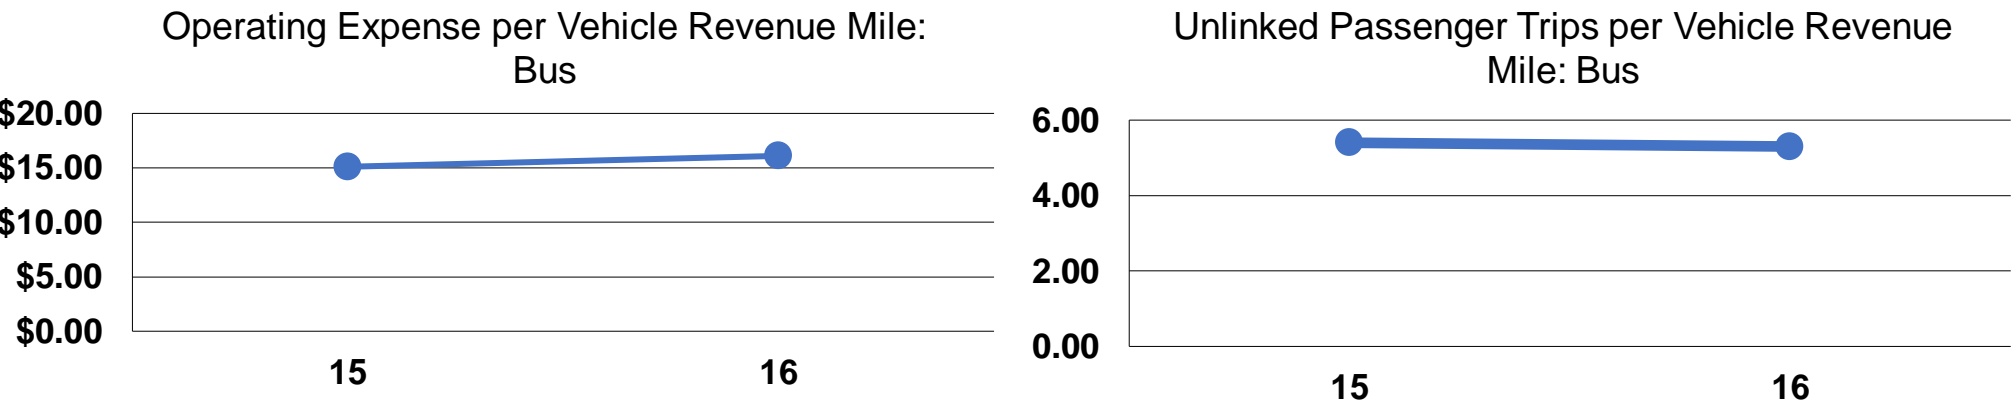 Operating Expense per Vehicle Revenue Mile:
Bus
$20.00
$15.00
$10.00
$5.00
$0.00
15 16
Unlinked Passenger Trips per Vehicle Revenue
Mile: Bus
6.00
4.00
2.00
0.00
15 16